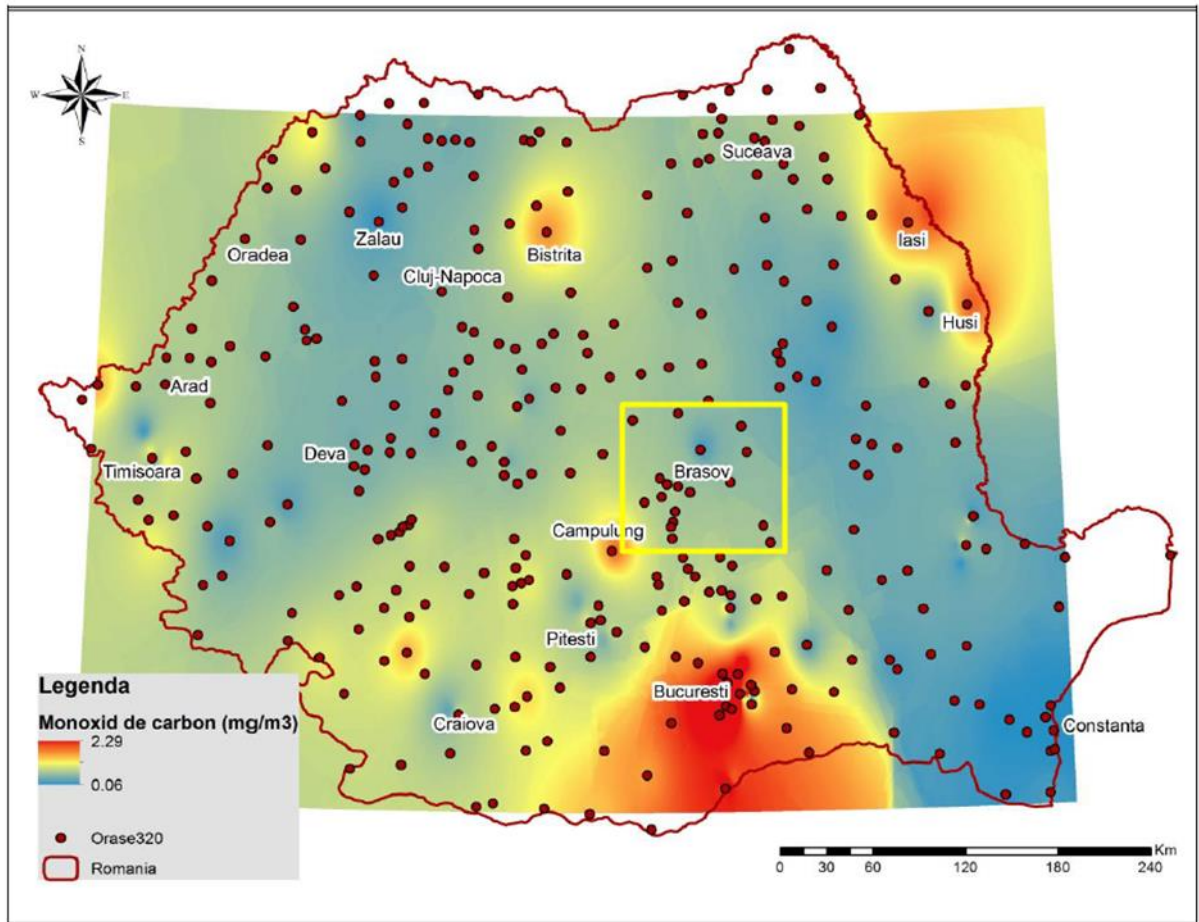 N
W E
S
Suceava
Oradea
Zalau
Bistrita
Iasi
Cluj-Napoca
Husi
Arad
Timisoara
Deva
Brasov
Campulung
Pitesti
Bucuresti
Craiova
Constanta
Legenda
Monoxid de carbon (mg/m3)
2.29
0.06
Orase320
Romania
Km
0 30 60 120 180 240